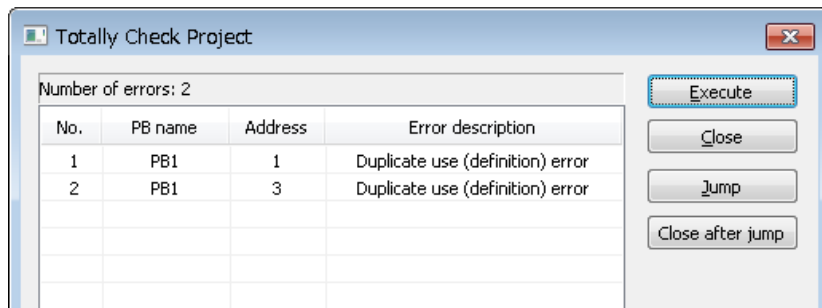 Totally Check Project
Number of errors: 2
Execute
No. PB name Address Error description
Close
1 PB1 1 Duplicate use (definition) error
2 PB1 3 Duplicate use (definition) error
Jump
Close after jump